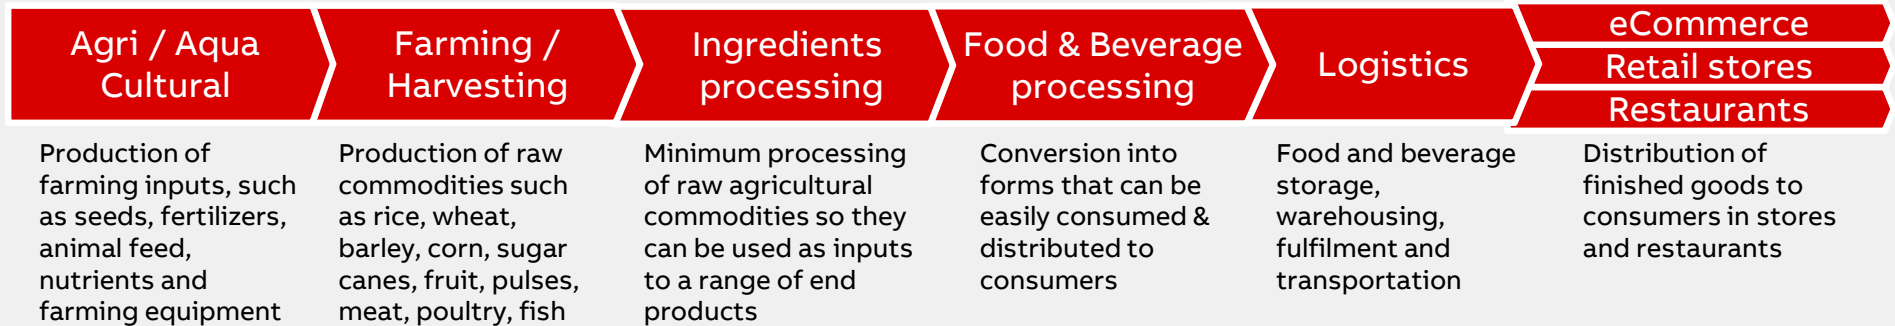 Agri / Aqua
Cultural
Farming /
Harvesting
Ingredients
processing
Food & Beverage
processing
Logistics
eCommerce
Retail stores
Restaurants
Production of
farming inputs, such
as seeds, fertilizers,
animal feed,
nutrients and
farming equipment
Production of raw
commodities such
as rice, wheat,
barley, corn, sugar
canes, fruit, pulses,
meat, poultry, fish
Minimum processing
of raw agricultural
commodities so they
can be used as inputs
to a range of end
products
Conversion into
forms that can be
easily consumed &
distributed to
consumers
Food and beverage
storage,
warehousing,
fulfilment and
transportation
Distribution of
finished goods to
consumers in stores
and restaurants